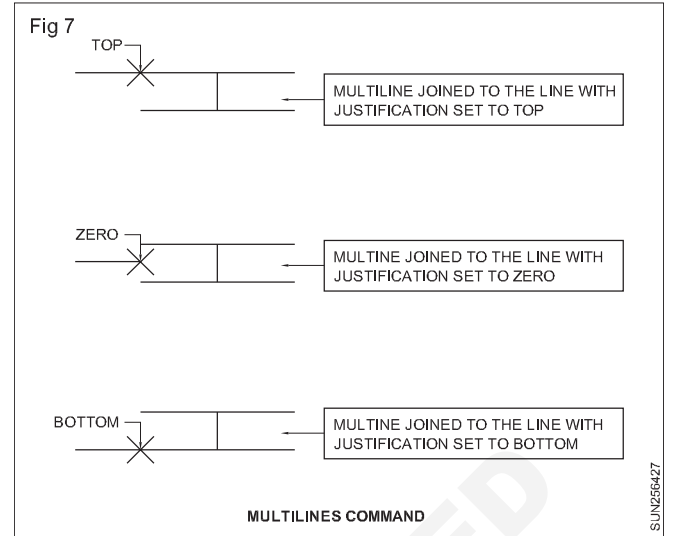 Fig 7
TOP
MULTILINE JOINED TO THE LINE WITH
JUSTIFICATION SET TO TOP
ZERO
MULTINE JOINED TO THE LINE WITH
JUSTIFICATION SET TO ZERO
BOTTOM
MULTINE JOINED TO THE LINE WITH
JUSTIFICATION SET TO BOTTOM
MULTILINES COMMAND
SUN256427